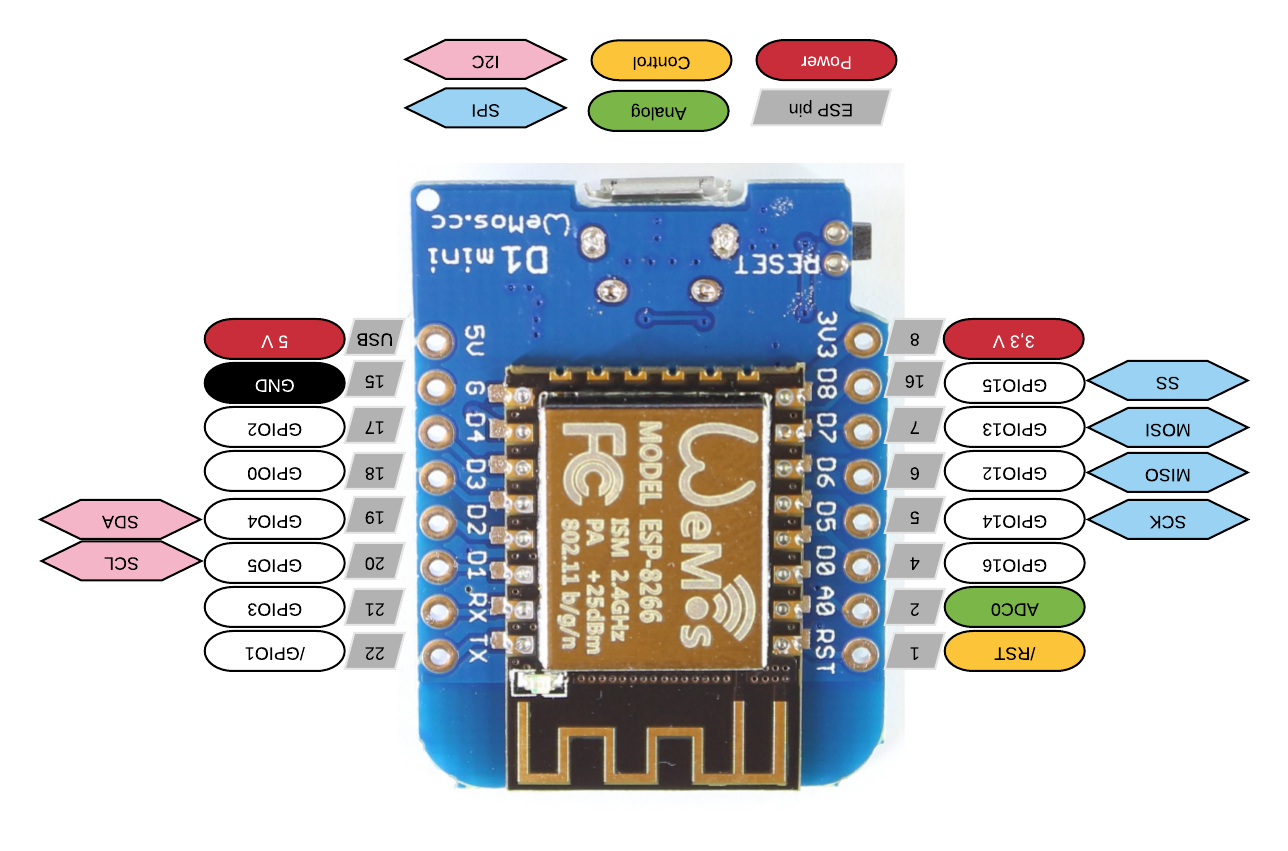 /RST 1 RST TX 22 /GPIO1
ADC0 2 A0 RX 21 GPIO3
GPIO16 4 D0 D1 20 GPIO5 SCL
SCK GPIO14 5 D5 D2 19 GPIO4 SDA
MISO GPIO12 6 D6 D3 18 GPIO0
MOSI GPIO13 7 D7 D4 17 GPIO2
SS GPIO15 16 D8 G 15 GND
3,3 V 8 3V3 5V USB 5 V
WeMos
MODEL ESP-8266
ISM 2.4GHz
PA +25dBm
802.11 b/g/n
FC
RESET
D1 mini
WeMos.cc
ESP pin Analog SPI
Power Control I2C